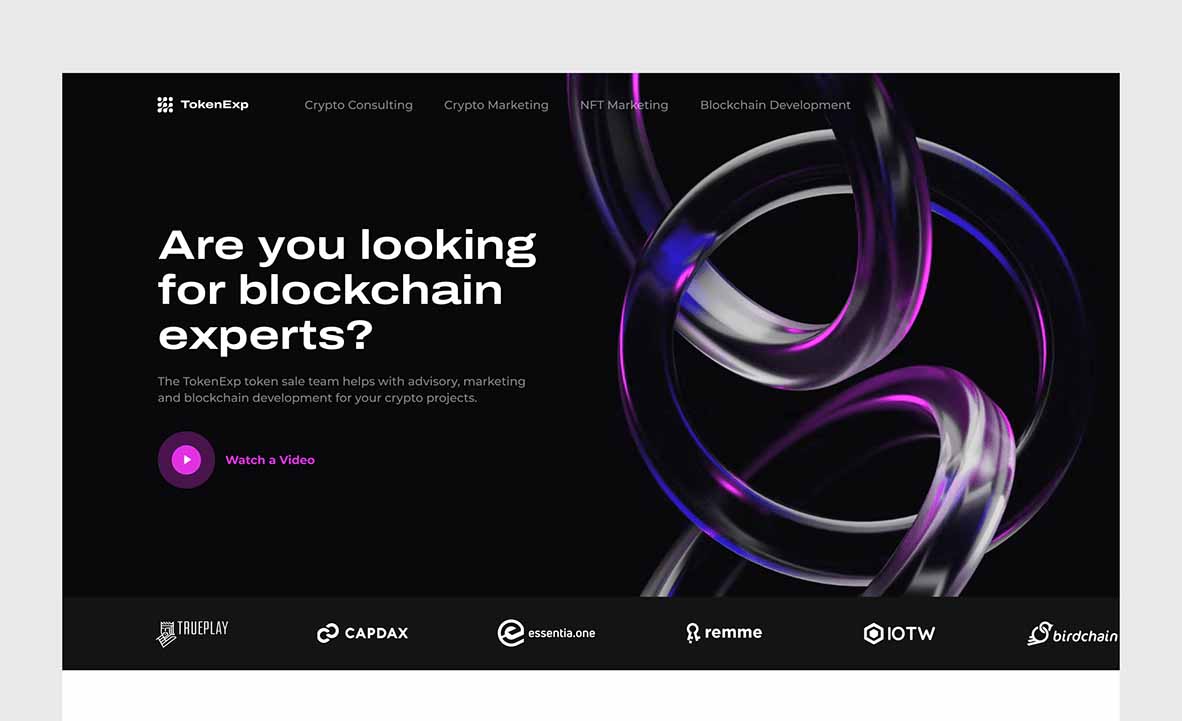 TokenExp
Crypto Consulting
Crypto Marketing
NFT Marketing
Blockchain Development
Are you looking
for blockchain
experts?
The TokenExp token sale team helps with advisory, marketing
and blockchain development for your crypto projects.
Watch a Video
TRUEPLAY
CAPDAX
essentia.one
remme
IOTW
birdchain